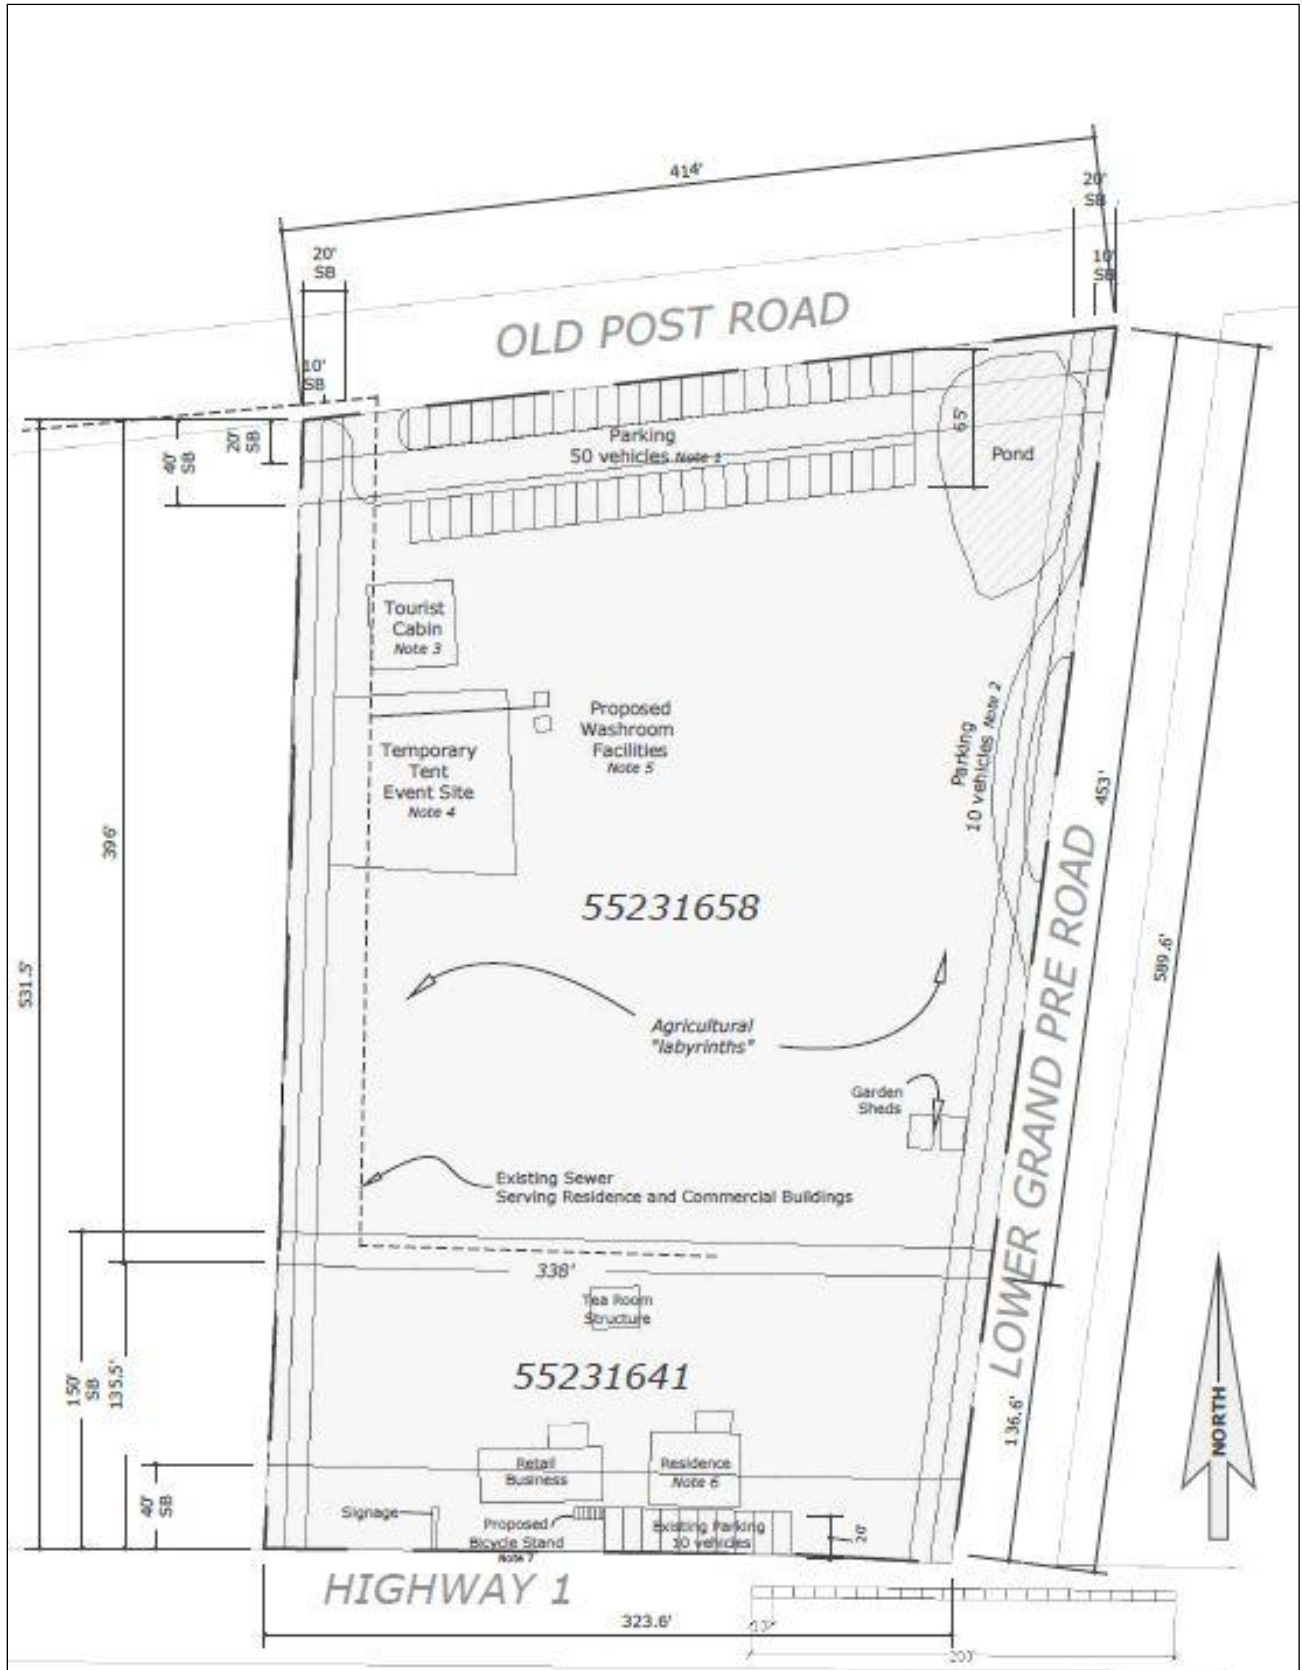 414'
20'
SB
20'
SB
10'
SB
OLD POST ROAD
10'
SB
20'
SB
40'
SB
Parking
50 vehicles Note 1
65'
Pond
Tourist
Cabin
Note 3
Proposed
Washroom
Facilities
Note 5
Temporary
Tent
Event Site
Note 4
Parking
10 vehicles Note 2
453'
396'
55231658
531.5'
589.6'
LOWER GRAND PRE ROAD
Agricultural
"labyrinths"
Garden
Sheds
Existing Sewer
Serving Residence and Commercial Buildings
338'
Tea Room
Structure
55231641
150'
SB
135.5'
136.6'
NORTH
Retail
Business
Residence
Note 6
40'
SB
Signage
Proposed
Bicycle Stand
Note 7
Existing Parking
10 vehicles
20'
HIGHWAY 1
323.6'